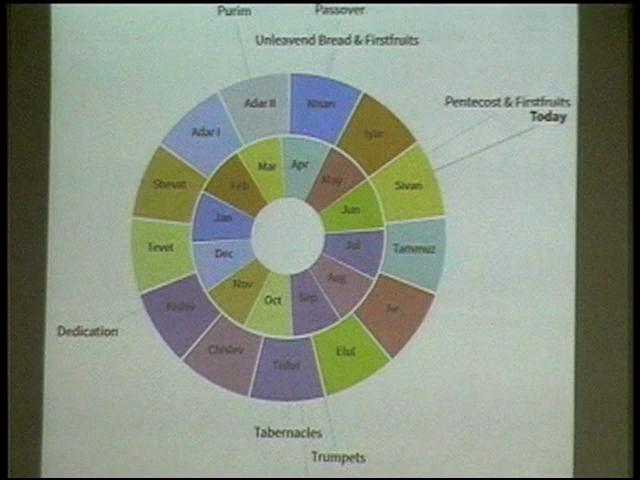 Purim
Passover
Unleavend Bread & Firstfruits
Pentecost & Firstfruits
Today
Adar II
Nisan
Iyar
Sivan
Tammuz
Av
Elul
Tishri
Chislev
Kislev
Tevet
Shevat
Adar I
Mar
Apr
May
Jun
Jul
Aug
Sep
Oct
Nov
Dec
Jan
Feb
Dedication
Tabernacles
Trumpets